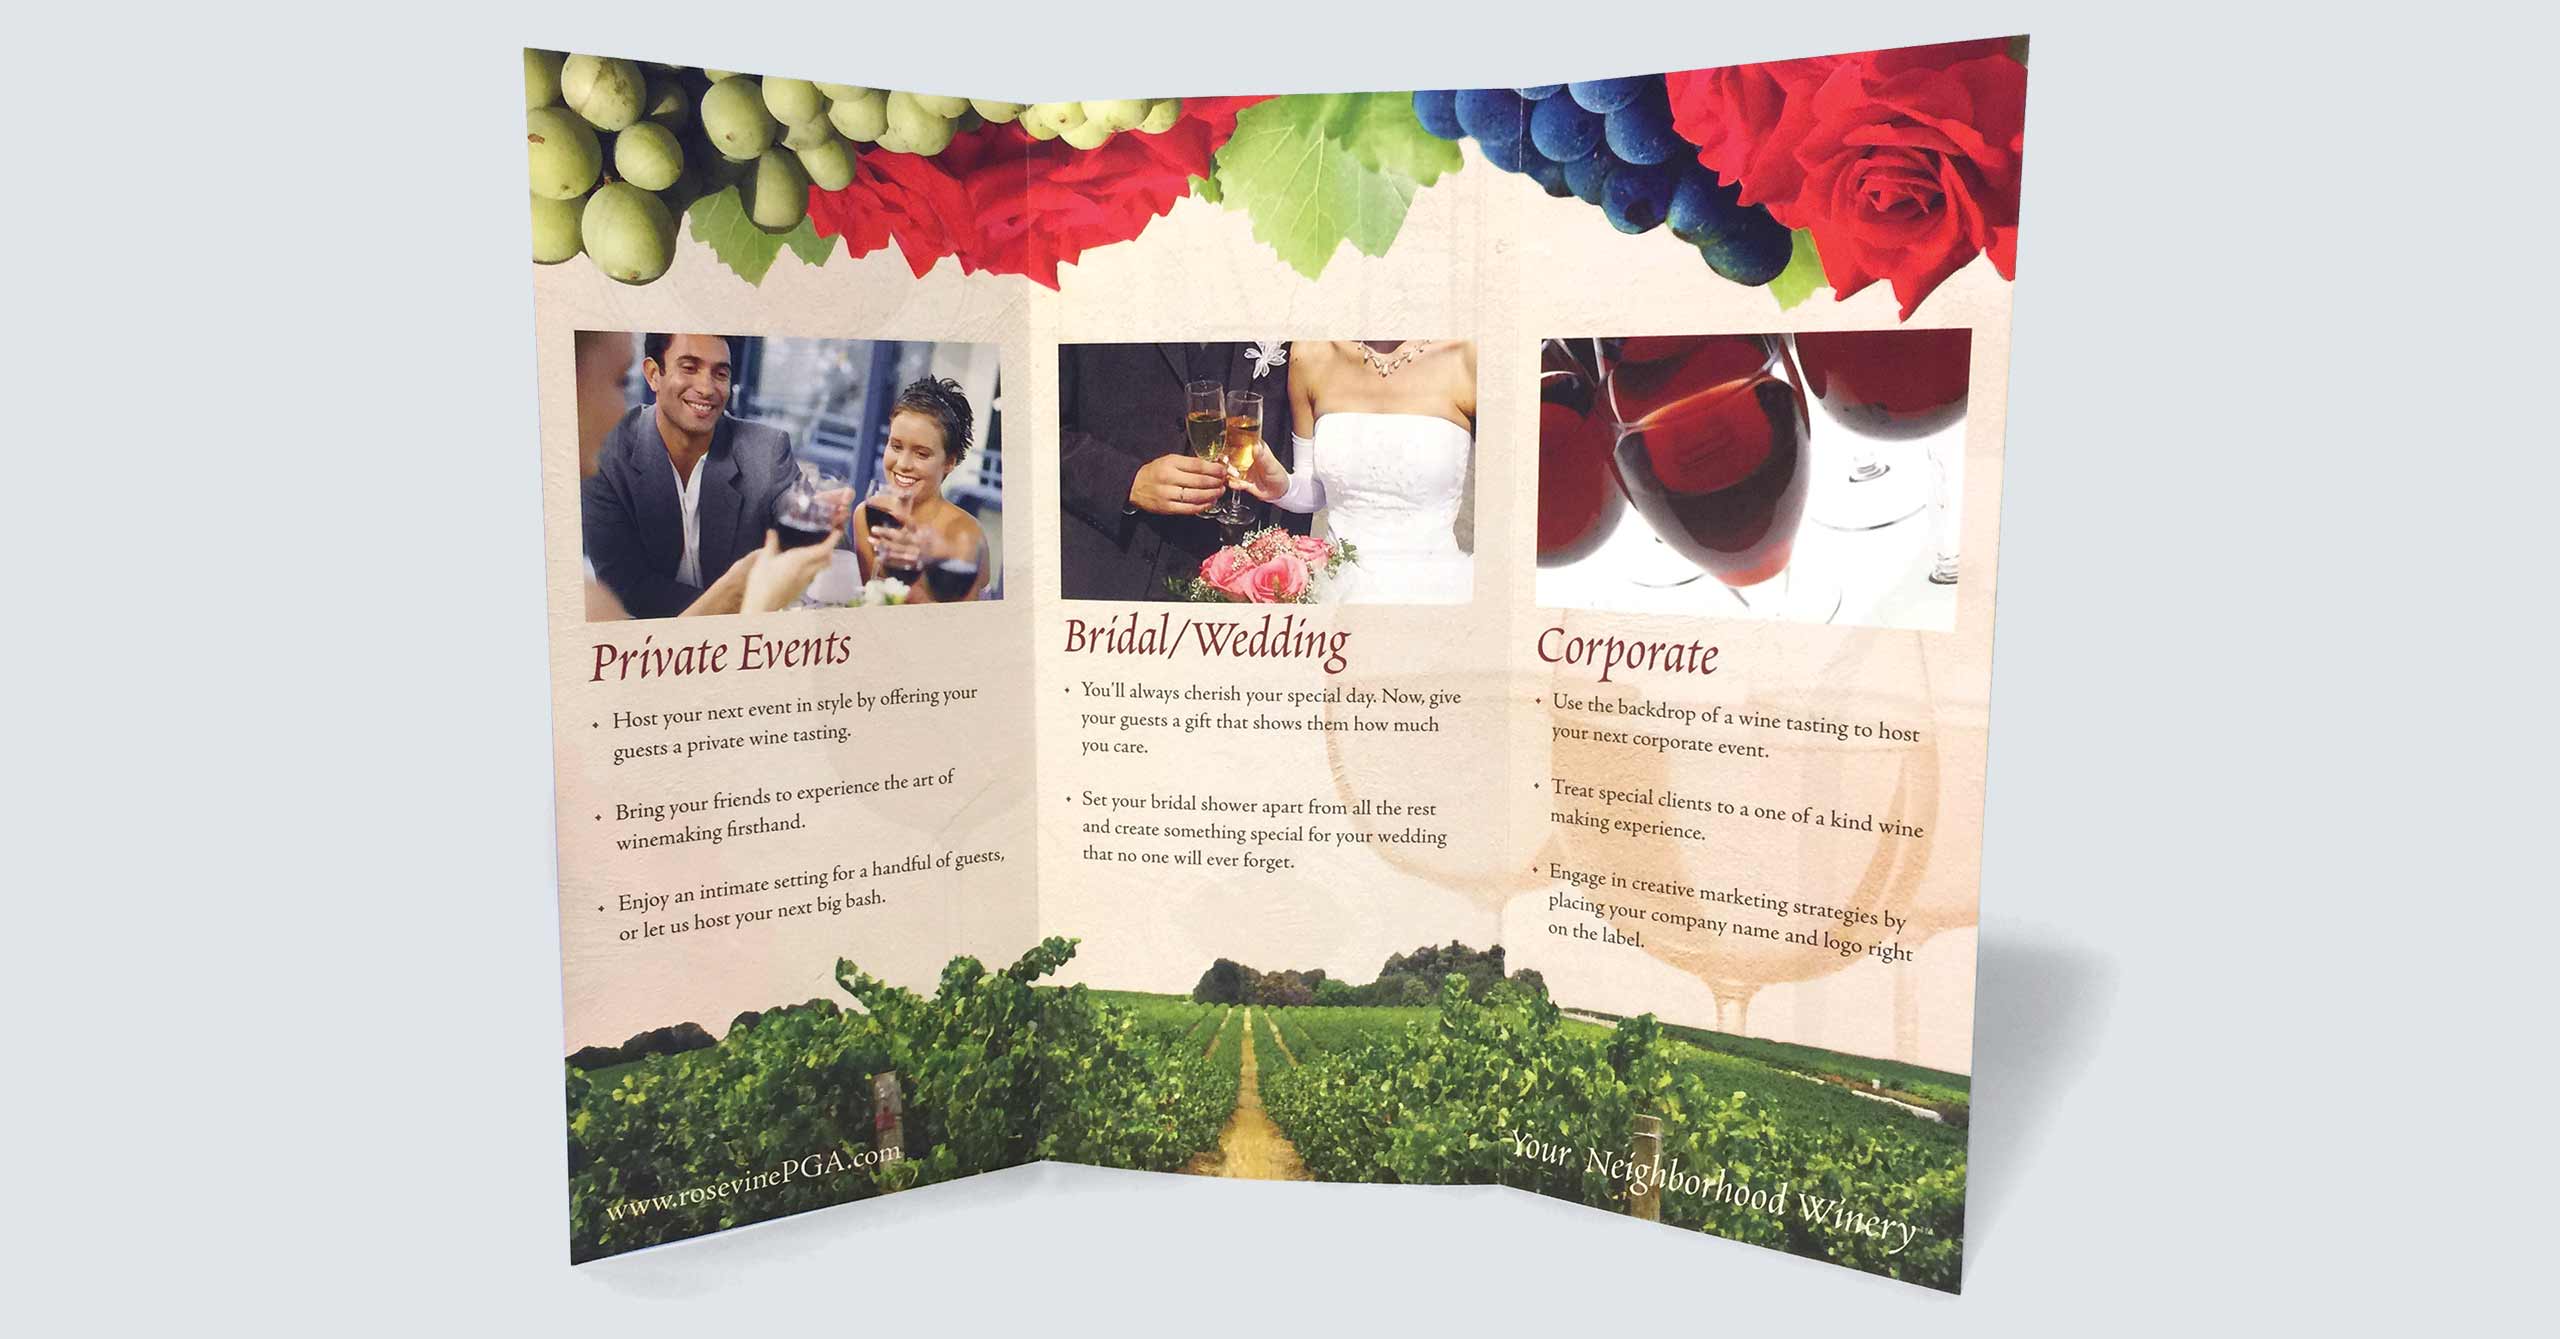 Private Events
• Host your next event in style by offering your
guests a private wine tasting.
• Bring your friends to experience the art of
winemaking firsthand.
• Enjoy an intimate setting for a handful of guests,
or let us host your next big bash.
Bridal/Wedding
• You'll always cherish your special day. Now, give
your guests a gift that shows them how much
you care.
• Set your bridal shower apart from all the rest
and create something special for your wedding
that no one will ever forget.
Corporate
• Use the backdrop of a wine tasting to host
your next corporate event.
• Treat special clients to a one of a kind wine
making experience.
• Engage in creative marketing strategies by
placing your company name and logo right
on the label.
www.rosevinePGA.com
Your Neighborhood Winery™